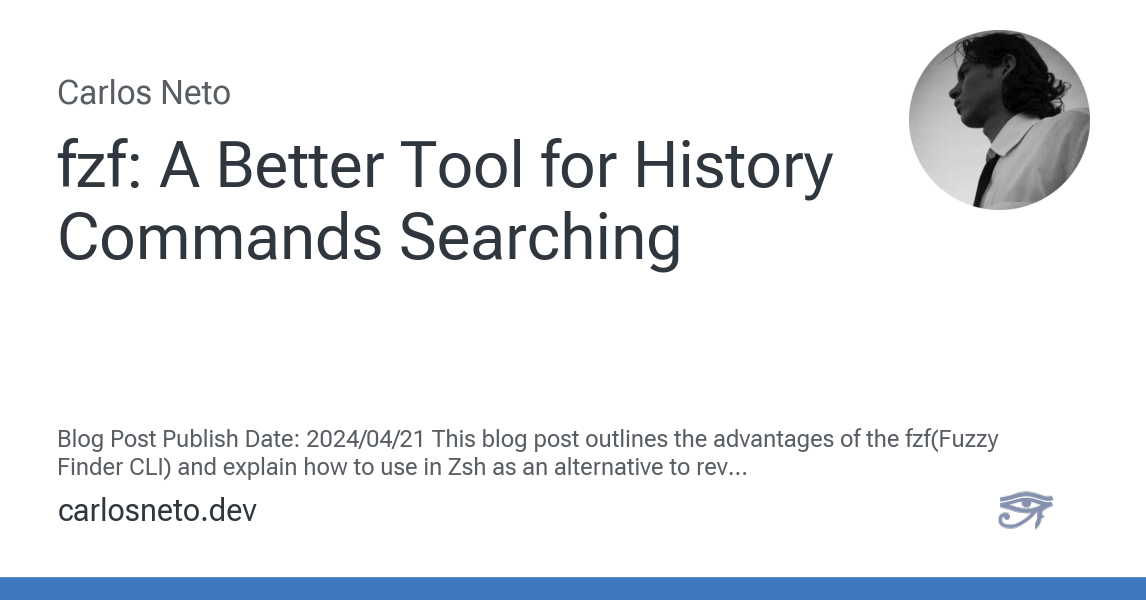 Carlos Neto
fzf: A Better Tool for History
Commands Searching
Blog Post Publish Date: 2024/04/21 This blog post outlines the advantages of the fzf(Fuzzy
Finder CLI) and explain how to use in Zsh as an alternative to rev...
carlosneto.dev